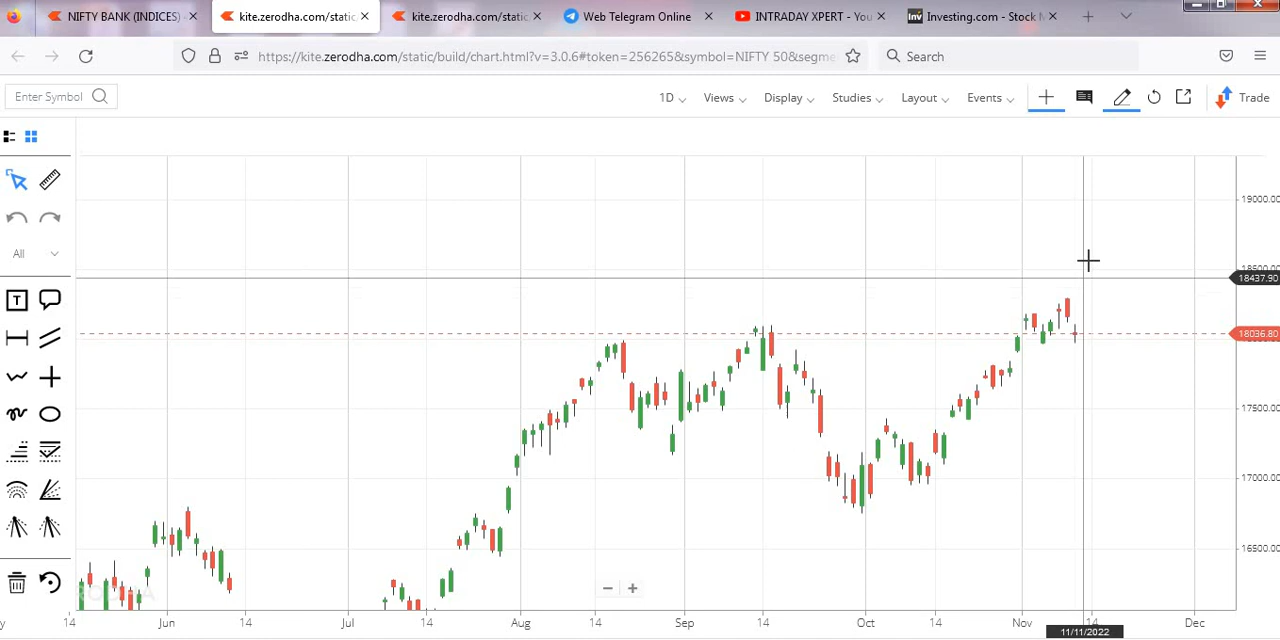 NIFTY BANK (INDICES)
kite.zerodha.com/static
kite.zerodha.com/static
Web Telegram Online
INTRADAY XPERT - You
Inv
Investing.com - Stock M
https://kite.zerodha.com/static/build/chart.html?v=3.0.6#token=256265&symbol=NIFTY 50&segme
Search
Enter Symbol
1D
Views
Display
Studies
Layout
Events
Trade
All
T
19000.00
18500.00
18437.90
18036.80
17500.00
17000.00
16500.00
14
Jun
14
Jul
14
Aug
14
Sep
14
Oct
14
Nov
14
Dec
11/11/2022